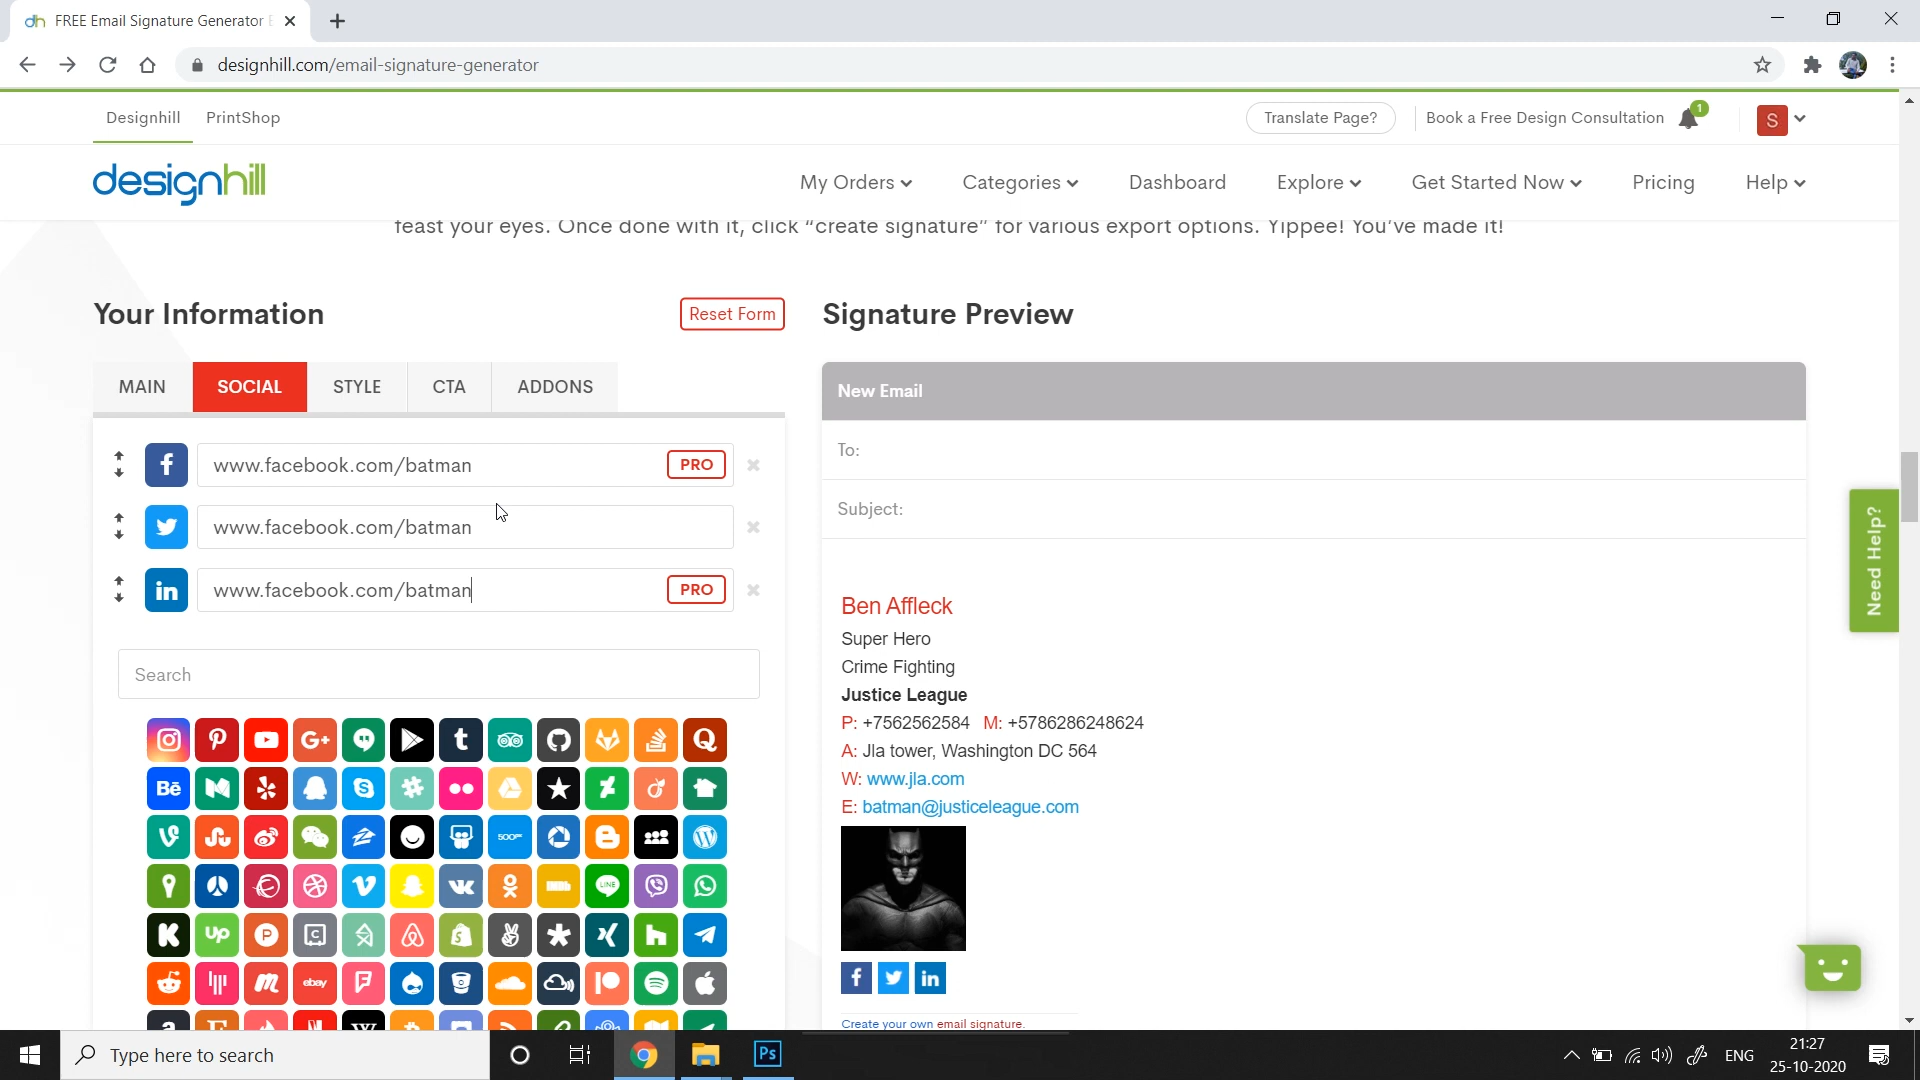 FREE Email Signature Generator
designhill.com/email-signature-generator
Designhill PrintShop
Translate Page? Book a Free Design Consultation 1 S
designhill
My Orders Categories Dashboard Explore Get Started Now Pricing Help
feast your eyes. Once done with it, click “create signature” for various export options. Yippee! You’ve made it!
Your Information
Reset Form
MAIN SOCIAL STYLE CTA ADDONS
www.facebook.com/batman PRO
www.facebook.com/batman
www.facebook.com/batman PRO
Search
Signature Preview
New Email
To:
Subject:
Ben Affleck
Super Hero
Crime Fighting
Justice League
P: +7562562584 M: +5786286248624
A: Jla tower, Washington DC 564
W: www.jla.com
E: batman@justiceleague.com
Create your own email signature.
Need Help?
Type here to search
Ps
ENG
21:27
25-10-2020